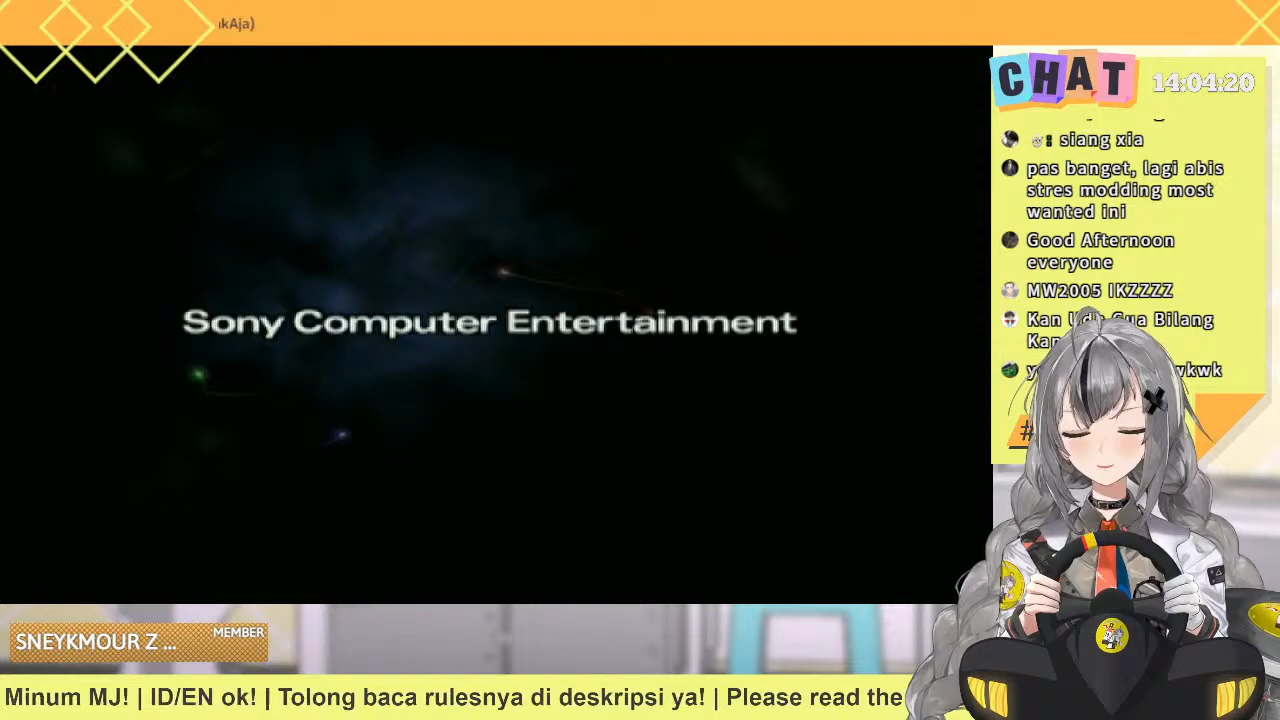 ıkAja)
CHAT
14:04:20
siang xia
pas banget, lagi abis
stres modding most
wanted ini
Good Afternoon
everyone
MW2005 IKZZZZ
Kan Udh Gua Bilang
Kan
wkwk
#
Sony Computer Entertainment
SNEYKMOUR Z ...
MEMBER
Minum MJ! | ID/EN ok! | Tolong baca rulesnya di deskripsi ya! | Please read the